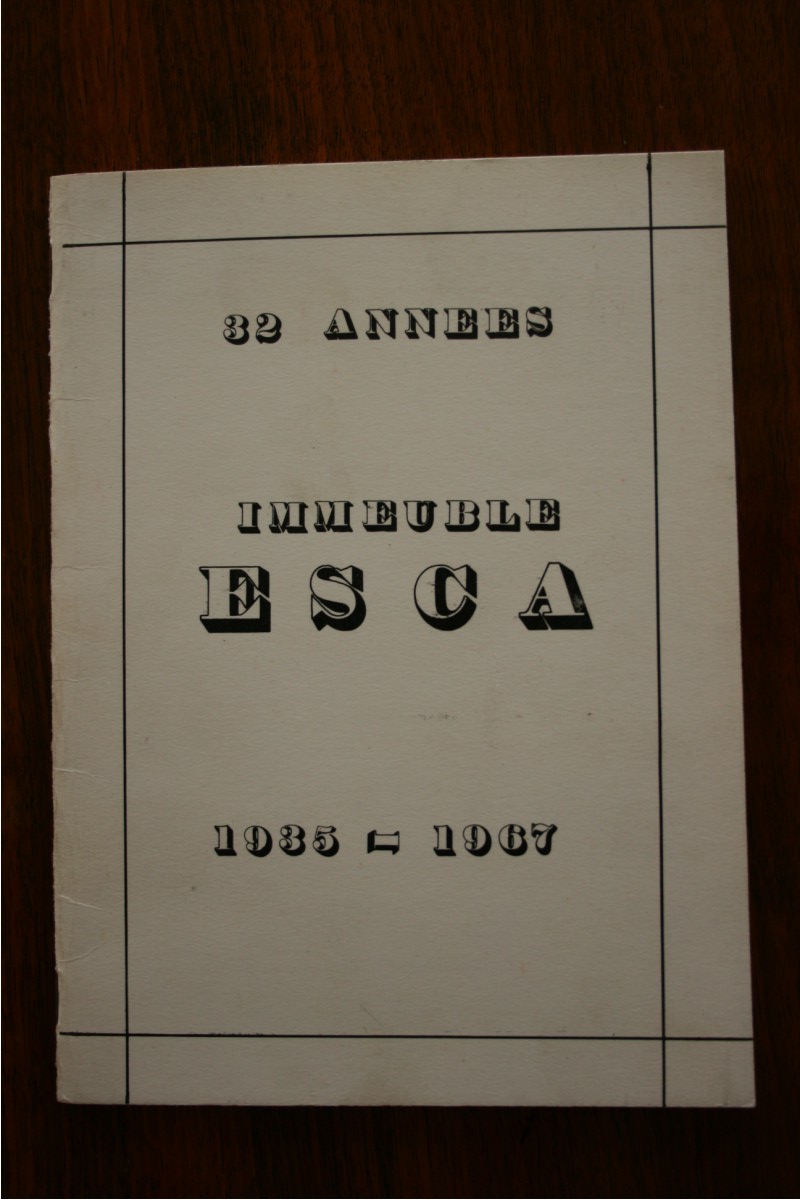 32 ANNEES
IMMEUBLE
ESCA
1935 - 1967